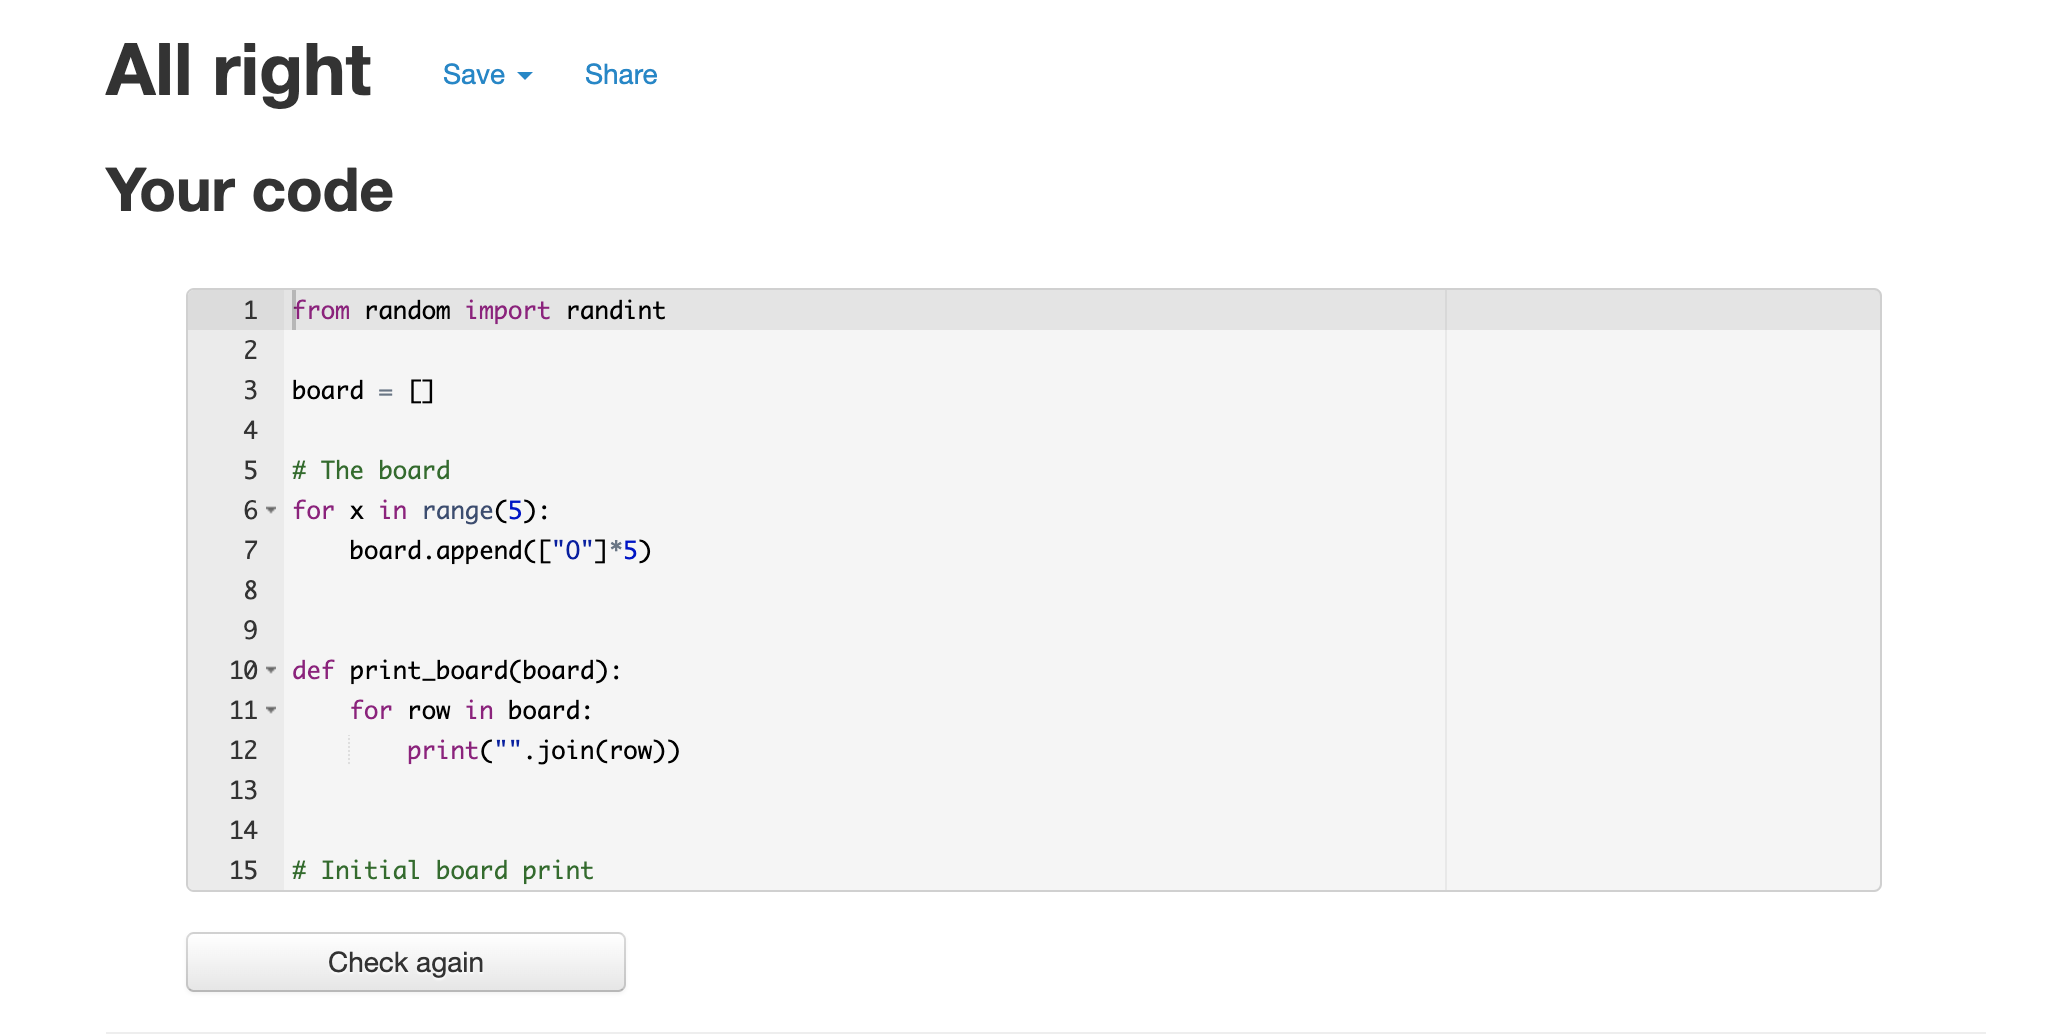 All right Save Share
Your code
1 from random import randint
2
3 board = []
4
5 # The board
6 for x in range(5):
7     board.append(["O"]*5)
8
9
10 def print_board(board):
11     for row in board:
12         print("".join(row))
13
14
15 # Initial board print
Check again